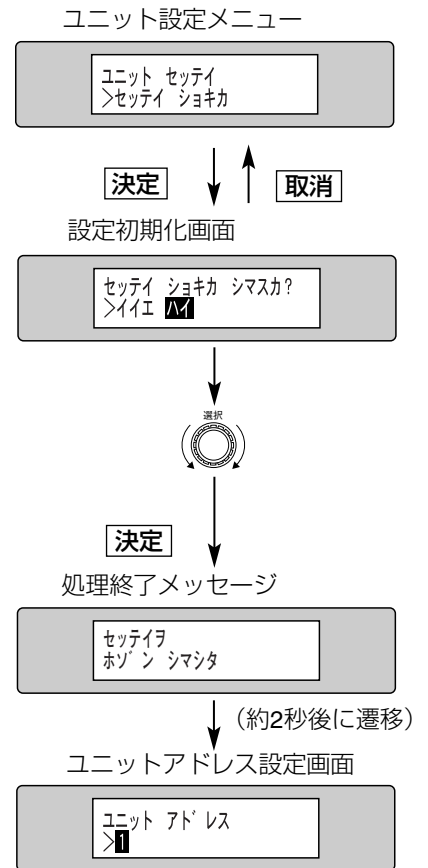 ユニット設定メニュー
ユニット セッテイ
>セッテイ ショキカ
決定
取消
設定初期化画面
セッテイ ショキカ シマスカ?
>イイエ ハイ
選択
決定
処理終了メッセージ
セッテイヲ
ホゾン シマシタ
(約2秒後に遷移)
ユニットアドレス設定画面
ユニット アドレス
>1